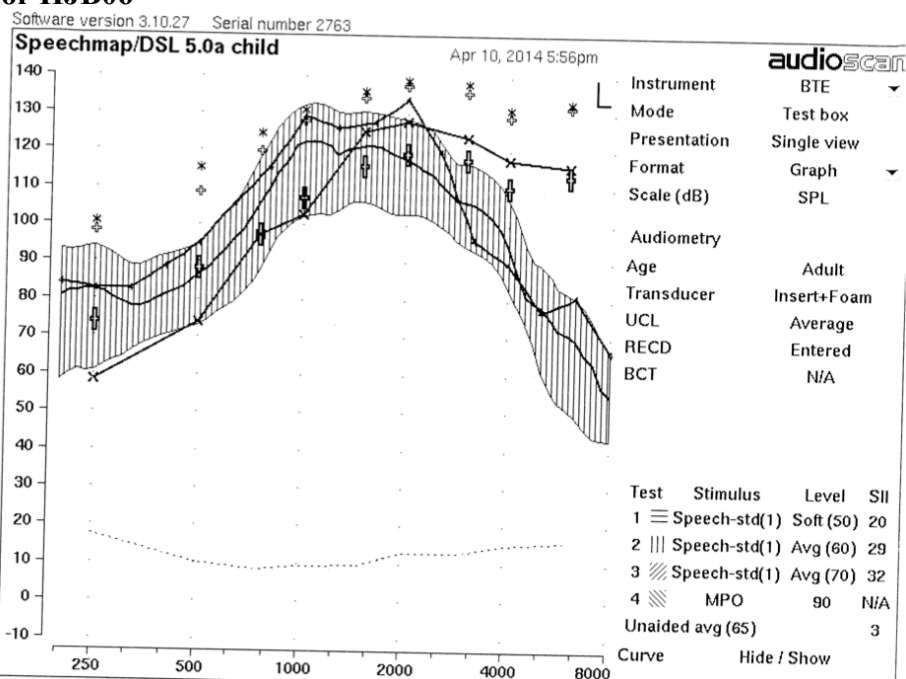 Software version 3.10.27 Serial number 2763
Speechmap/DSL 5.0a child
Apr 10, 2014 5:56pm
audioscan
140
130
120
110
100
90
80
70
60
50
40
30
20
10
0
-10
250 500 1000 2000 4000 8000
Instrument BTE
Mode Test box
Presentation Single view
Format Graph
Scale (dB) SPL
Audiometry
Age Adult
Transducer Insert+Foam
UCL Average
RECD Entered
BCT N/A
Test Stimulus Level SII
1 Speech-std(1) Soft (50) 20
2 Speech-std(1) Avg (60) 29
3 Speech-std(1) Avg (70) 32
4 MPO 90 N/A
Unaided avg (65) 3
Curve Hide / Show